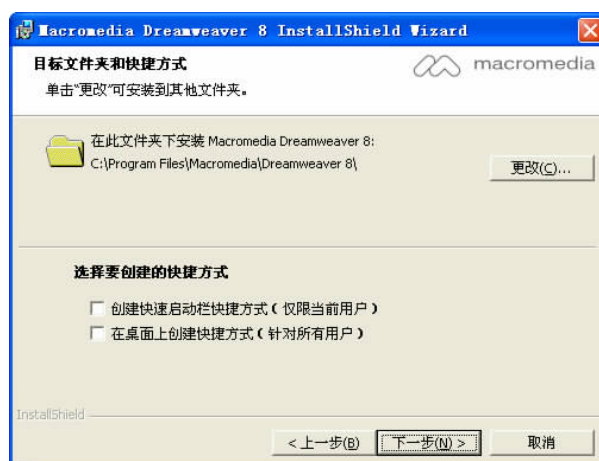 Macromedia Dreamweaver 8 InstallShield Wizard
目标文件夹和快捷方式
macromedia
单击"更改"可安装到其他文件夹。
在此文件夹下安装 Macromedia Dreamweaver 8:
C:\Program Files\Macromedia\Dreamweaver 8\
更改(C)...
选择要创建的快捷方式
创建快速启动栏快捷方式(仅限当前用户)
在桌面上创建快捷方式(针对所有用户)
InstallShield
<上一步(B)
下一步(N) >
取消